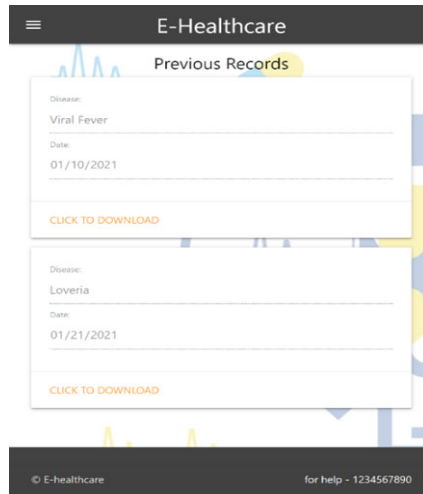 E-Healthcare
Previous Records
Disease:
Viral Fever
Date:
01/10/2021
CLICK TO DOWNLOAD
Disease:
Loveria
Date:
01/21/2021
CLICK TO DOWNLOAD
© E-healthcare for help - 1234567890